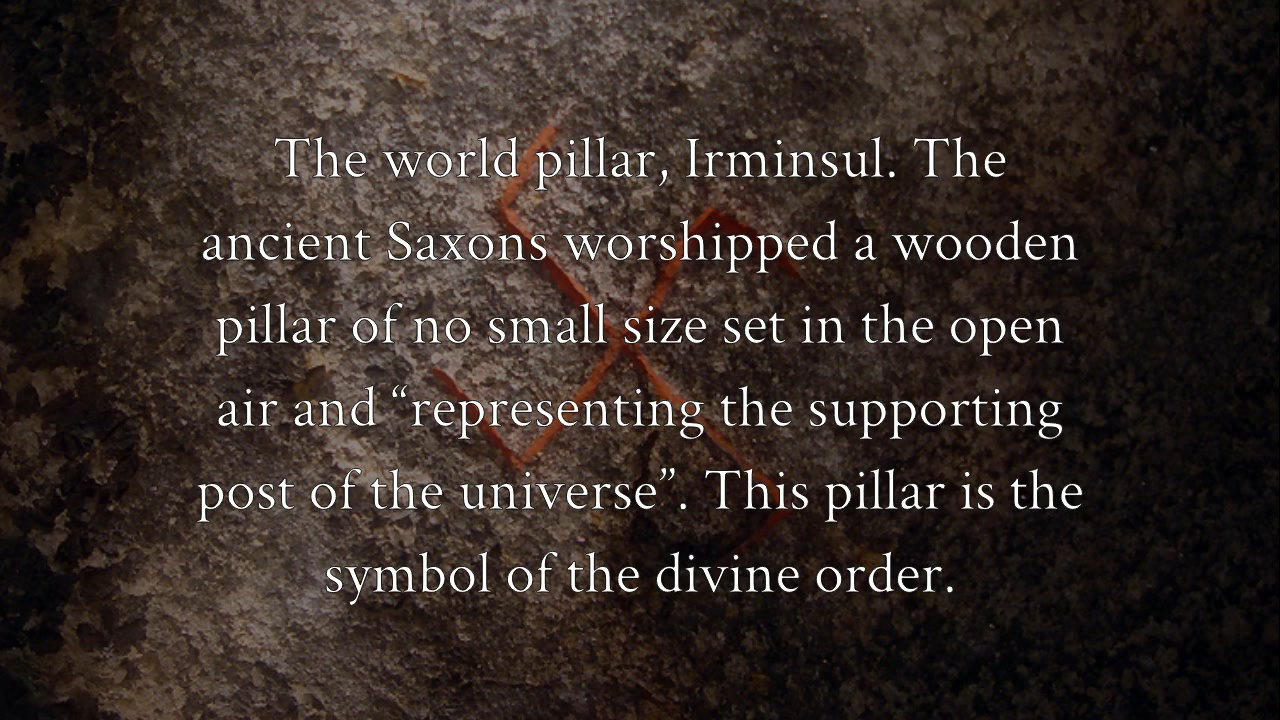 The world pillar, Irminsul. The
ancient Saxons worshipped a wooden
pillar of no small size set in the open
air and “representing the supporting
post of the universe”. This pillar is the
symbol of the divine order.